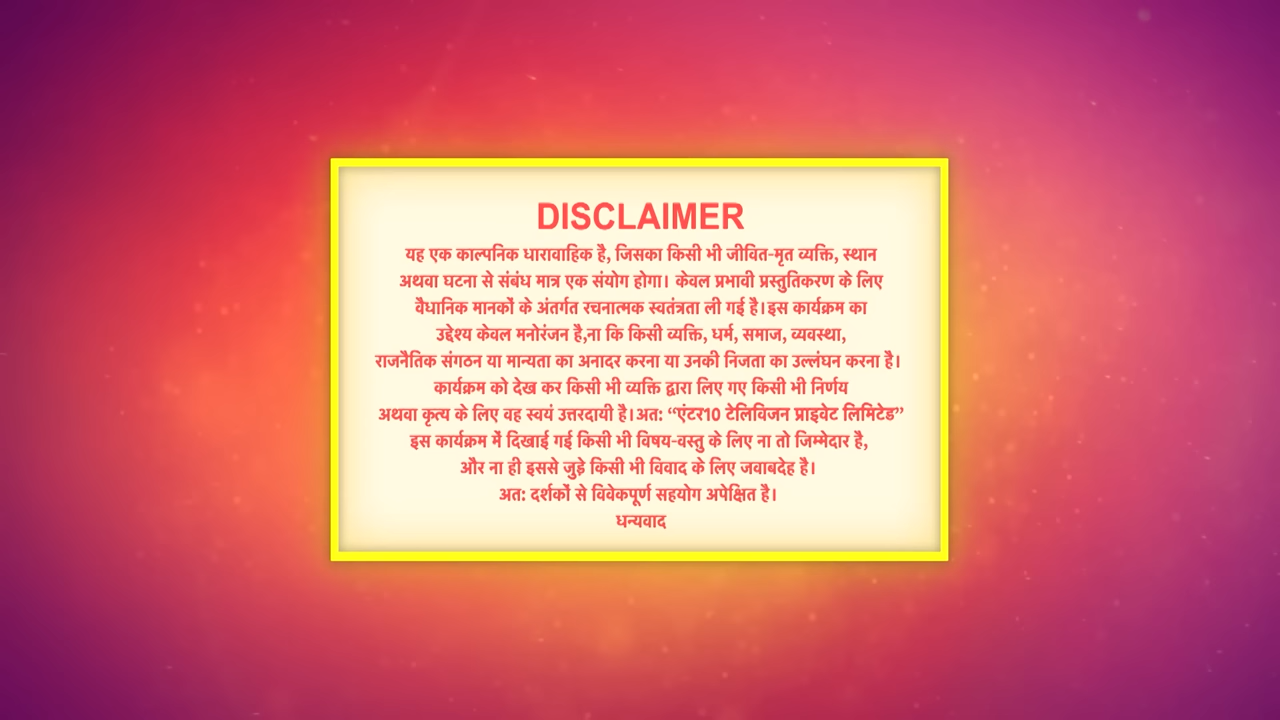 DISCLAIMER
यह एक काल्पनिक धारावाहिक है, जिसका किसी भी जीवित-मृत व्यक्ति, स्थान
अथवा घटना से संबंध मात्र एक संयोग होगा। केवल प्रभावी प्रस्तुतिकरण के लिए
वैधानिक मानकों के अंतर्गत रचनात्मक स्वतंत्रता ली गई है।इस कार्यक्रम का
उद्देश्य केवल मनोरंजन है,ना कि किसी व्यक्ति, धर्म, समाज, व्यवस्था,
राजनैतिक संगठन या मान्यता का अनादर करना या उनकी निजता का उल्लंघन करना है।
कार्यक्रम को देख कर किसी भी व्यक्ति द्वारा लिए गए किसी भी निर्णय
अथवा कृत्य के लिए वह स्वयं उत्तरदायी है।अत: “एंटर10 टेलिविजन प्राइवेट लिमिटेड”
इस कार्यक्रम में दिखाई गई किसी भी विषय-वस्तु के लिए ना तो जिम्मेदार है,
और ना ही इससे जुड़े किसी भी विवाद के लिए जवाबदेह है।
अत: दर्शकों से विवेकपूर्ण सहयोग अपेक्षित है।
धन्यवाद